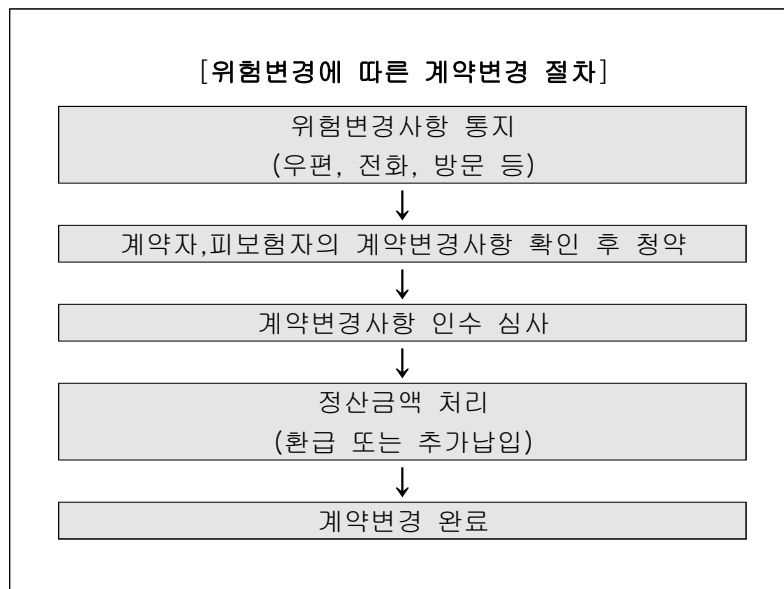 [위험변경에 따른 계약변경 절차]
위험변경사항 통지
(우편, 전화, 방문 등)
↓
계약자,피보험자의 계약변경사항 확인 후 청약
↓
계약변경사항 인수 심사
↓
정산금액 처리
(환급 또는 추가납입)
↓
계약변경 완료